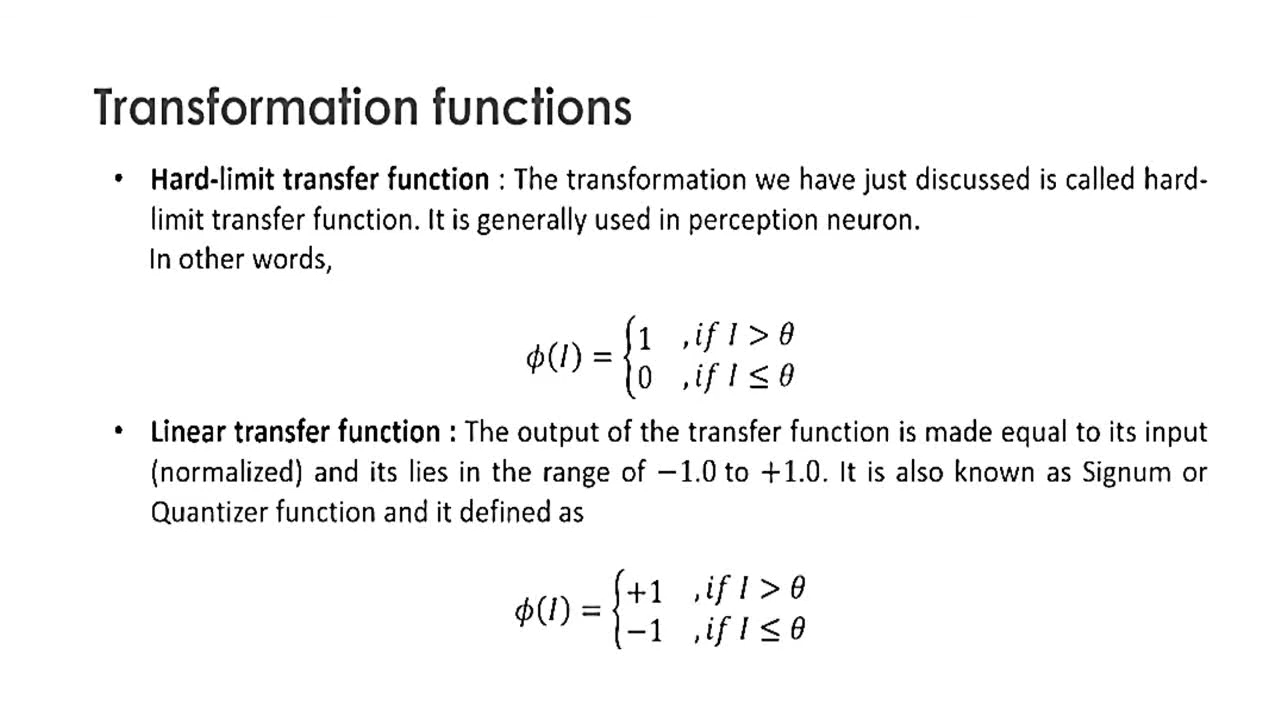 Transformation functions
• Hard-limit transfer function : The transformation we have just discussed is called hard-
limit transfer function. It is generally used in perception neuron.
In other words,
ϕ(I) = {1 , if I > θ
0 , if I ≤ θ
• Linear transfer function : The output of the transfer function is made equal to its input
(normalized) and its lies in the range of −1.0 to +1.0. It is also known as Signum or
Quantizer function and it defined as
ϕ(I) = {+1 , if I > θ
−1 , if I ≤ θ